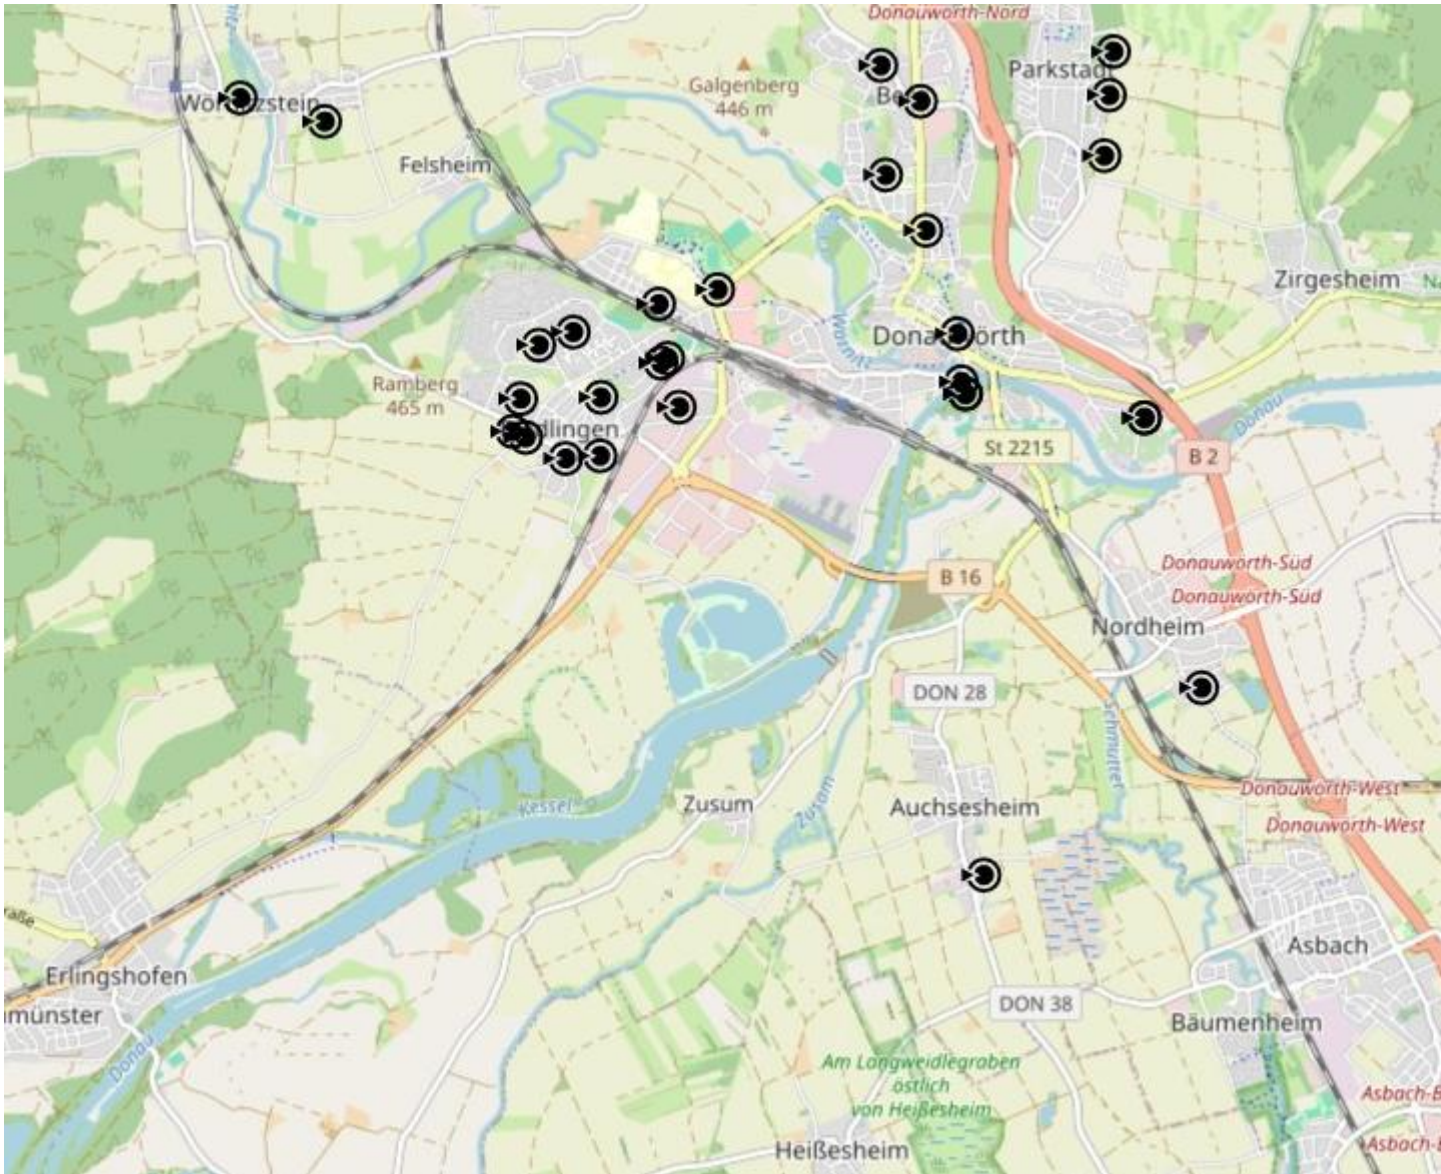 Donauwörth-Nord
Parkstadt
Galgenberg
446 m
Felsheim
Zirgesheim
Wörnitz
Donau
Ramberg
465 m
St 2215
B 2
B 16
Donauwörth-Süd
Donauwörth-Süd
Nordheim
DON 28
Schmutter
Donauwörth-West
Donauwörth-West
Kessel
Zusum
Zusam
Auchsesheim
Asbach
Erlingshofen
DON 38
Bäumenheim
Donau
Am Langweidlegraben
östlich
von Heißesheim
Heißesheim